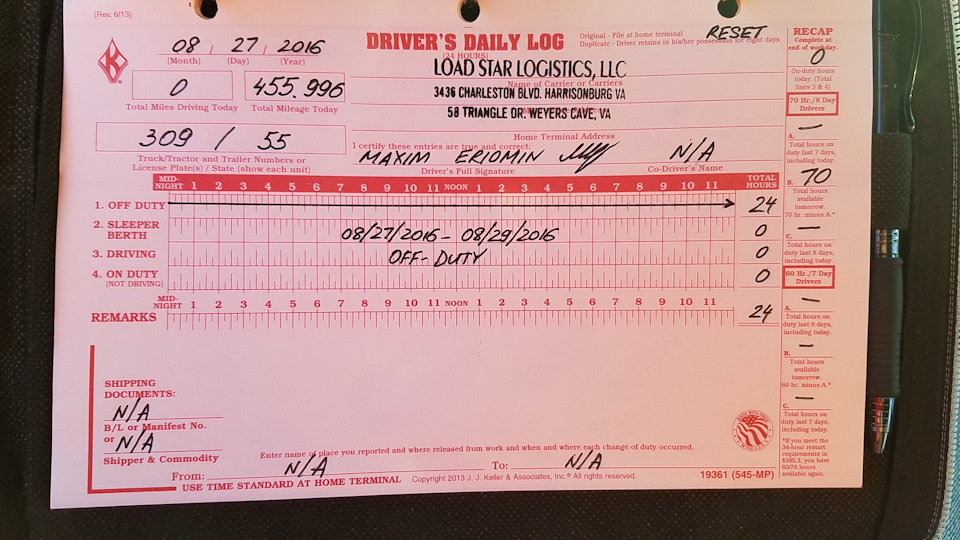 (Rev. 6/13)
08 / 27 / 2016
(Month) (Day) (Year)
DRIVER'S DAILY LOG
(24 HOURS)
Original - File at home terminal
Duplicate - Driver retains in his/her possession for eight days
RESET
K
0
455.996
Total Miles Driving Today
Total Mileage Today
LOAD STAR LOGISTICS, LLC
Name of Carrier or Carriers
3436 CHARLESTON BLVD. HARRISONBURG VA
58 TRIANGLE DR. WEYERS CAVE, VA
Home Terminal Address
309 / 55
Truck/Tractor and Trailer Numbers or
License Plate(s) / State (show each unit)
I certify these entries are true and correct:
MAXIM ERIOMIN
N/A
Driver's Full Signature
Co-Driver's Name
MID-NIGHT 1 2 3 4 5 6 7 8 9 10 11 NOON 1 2 3 4 5 6 7 8 9 10 11 TOTAL HOURS
1. OFF DUTY 24
2. SLEEPER BERTH 08/27/2016 - 08/29/2016 0
3. DRIVING OFF-DUTY 0
4. ON DUTY (NOT DRIVING) 0
MID-NIGHT 1 2 3 4 5 6 7 8 9 10 11 NOON 1 2 3 4 5 6 7 8 9 10 11
REMARKS 24
SHIPPING
DOCUMENTS:
N/A
B/L or Manifest No.
or
N/A
Shipper & Commodity
Enter name of place you reported and where released from work and when and where each change of duty occurred.
From: N/A To: N/A
USE TIME STANDARD AT HOME TERMINAL
Copyright 2013 J. J. Keller & Associates, Inc.® All rights reserved.
19361 (545-MP)
RECAP
Complete at
end of workday.
0
On-duty hours
today. (Total
lines 3 & 4)
70 Hr./8 Day
Drivers
A. —
Total hours on
duty last 7 days,
including today.
B. 70
Total hours
available
tomorrow.
70 hr. minus A.*
C. —
Total hours on
duty last 8 days,
including today.
60 Hr./7 Day
Drivers
A. —
Total hours on
duty last 6 days,
including today.
B. —
Total hours
available
tomorrow.
60 hr. minus A.*
C. —
Total hours on
duty last 7 days,
including today.
*If you meet the
34-hour restart
requirements in
§395.3, you have
60/70 hours
available again.